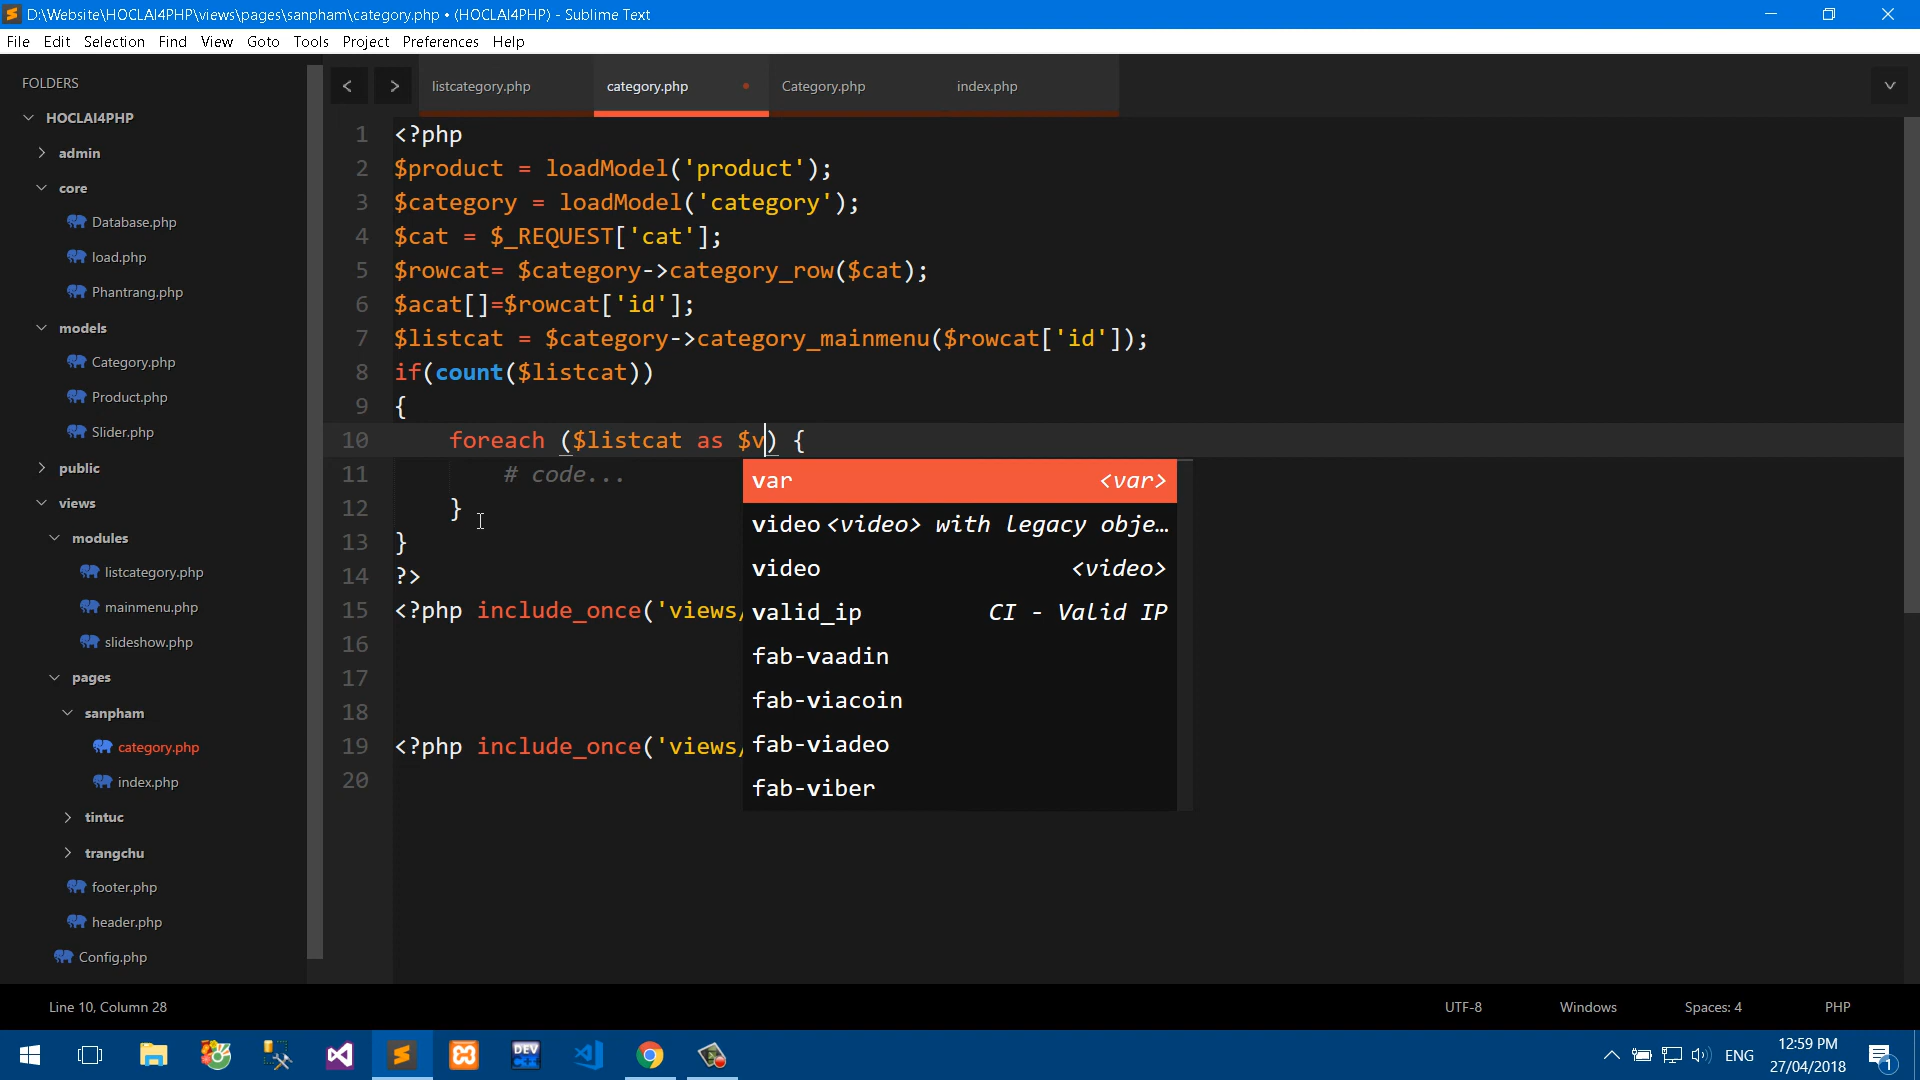 D:\Website\HOCLAI4PHP\views\pages\sanpham\category.php • (HOCLAI4PHP) - Sublime Text
File Edit Selection Find View Goto Tools Project Preferences Help
FOLDERS
HOCLAI4PHP
admin
core
Database.php
load.php
Phantrang.php
models
Category.php
Product.php
Slider.php
public
views
modules
listcategory.php
mainmenu.php
slideshow.php
pages
sanpham
category.php
index.php
tintuc
trangchu
footer.php
header.php
Config.php
listcategory.php category.php Category.php index.php
1 <?php
2 $product = loadModel('product');
3 $category = loadModel('category');
4 $cat = $_REQUEST['cat'];
5 $rowcat= $category->category_row($cat);
6 $acat[]=$rowcat['id'];
7 $listcat = $category->category_mainmenu($rowcat['id']);
8 if(count($listcat))
9 {
10 foreach ($listcat as $v) {
11 # code...
12 }
13 }
14 ?>
15 <?php include_once('views/
16
17
18
19 <?php include_once('views/
20
var <var>
video <video> with legacy obje…
video <video>
valid_ip CI - Valid IP
fab-vaadin
fab-viacoin
fab-viadeo
fab-viber
Line 10, Column 28 UTF-8 Windows Spaces: 4 PHP
DEV
ENG
12:59 PM
27/04/2018
1